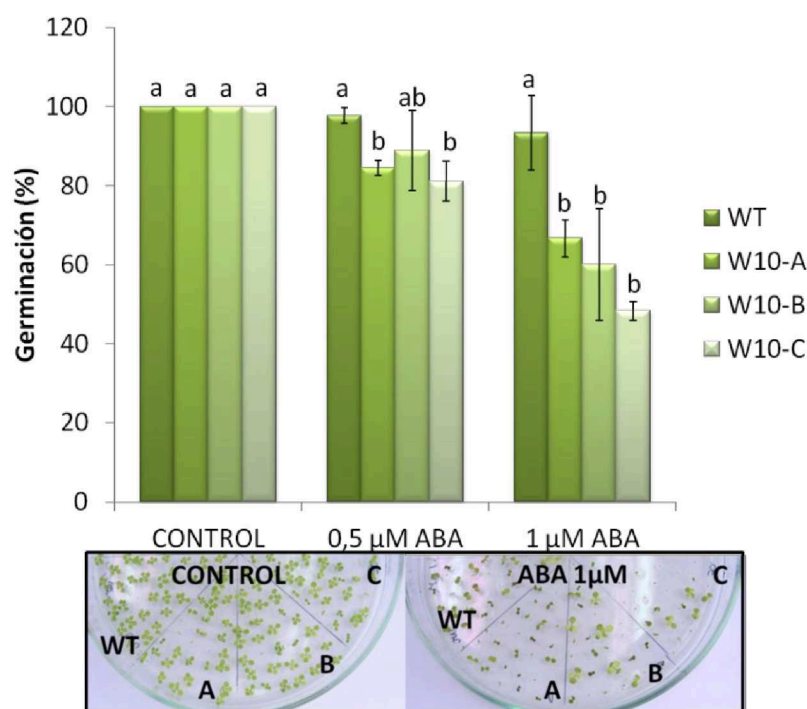 120
100
80
60
40
20
0
Germinación (%)
a a a a
a b ab b
a b b b
WT
W10-A
W10-B
W10-C
CONTROL 0,5 µM ABA 1 µM ABA
CONTROL C
WT
A B
ABA 1µM C
WT
A B